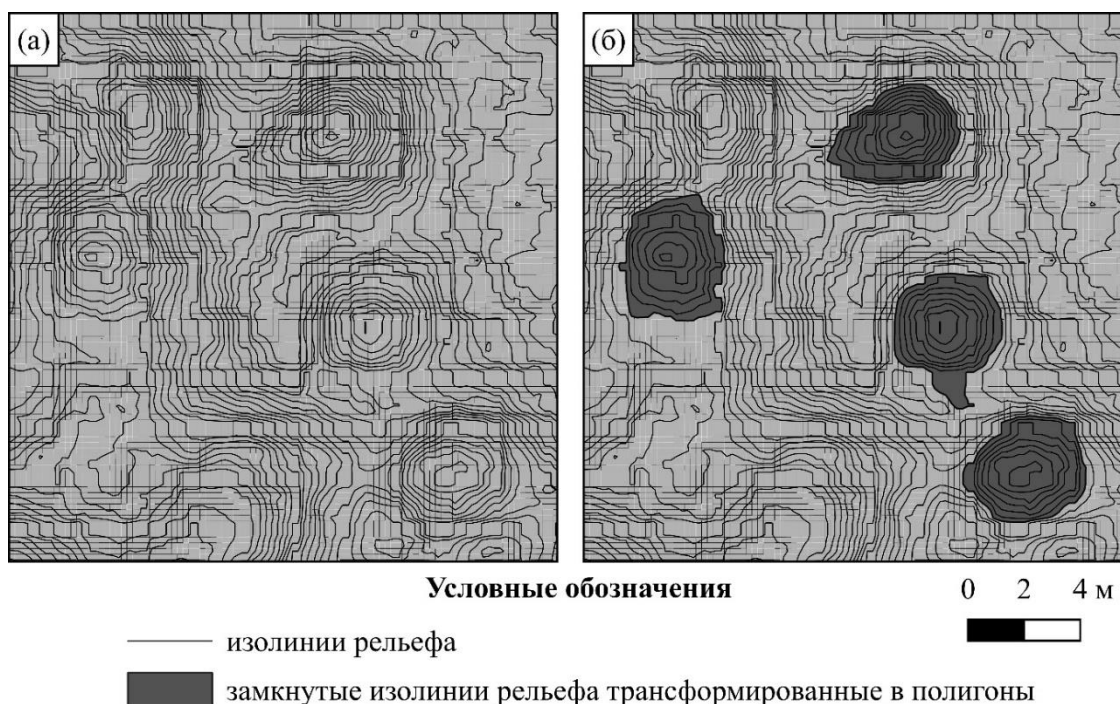 (а) (б)
Условные обозначения 0 2 4 м
изолинии рельефа
замкнутые изолинии рельефа трансформированные в полигоны